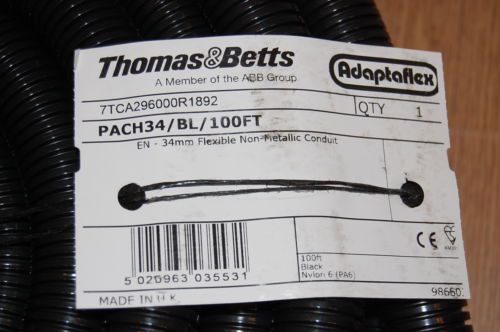 Thomas&Betts
A Member of the ABB Group
Adaptaflex
7TCA296000R1892
QTY 1
PACH34/BL/100FT
EN - 34mm Flexible Non-Metallic Conduit
CE
5 020963 035531
100ft
Black
Nylon 6 (PA6)
MADE IN U.K.
98660